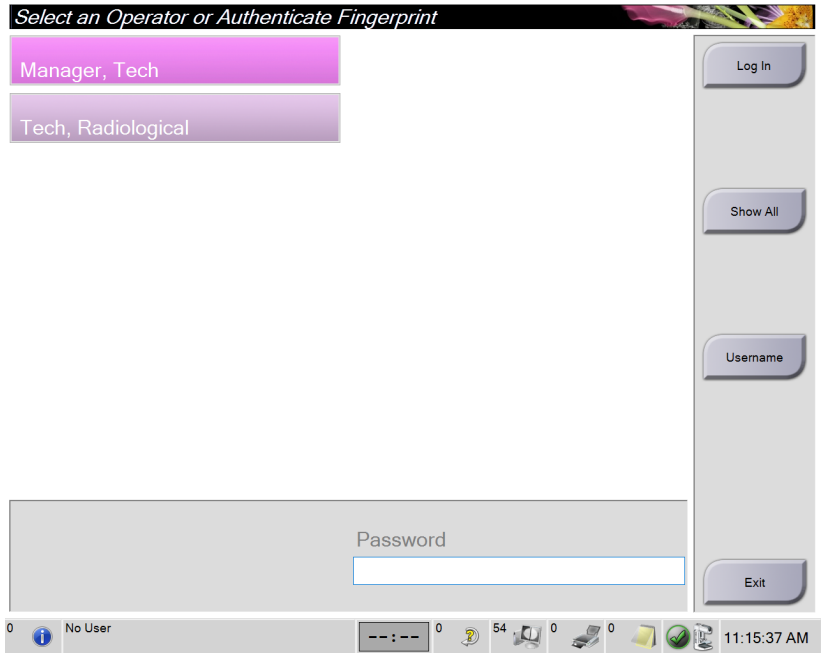 Select an Operator or Authenticate Fingerprint
Manager, Tech
Tech, Radiological
Log In
Show All
Username
Password
Exit
0
No User
--:--
0
54
0
0
11:15:37 AM